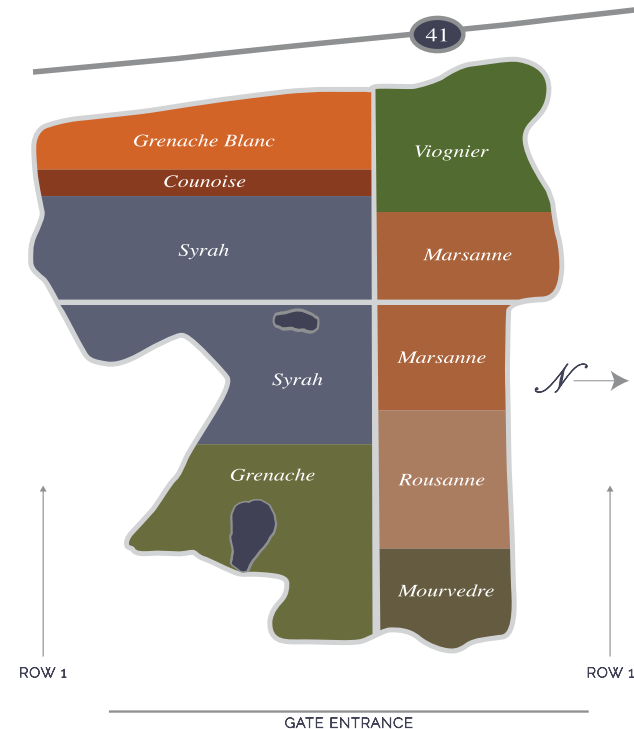 41
Grenache Blanc
Viognier
Counoise
Syrah
Marsanne
Marsanne
Syrah
N
Grenache
Rousanne
Mourvedre
ROW 1
ROW 1
GATE ENTRANCE